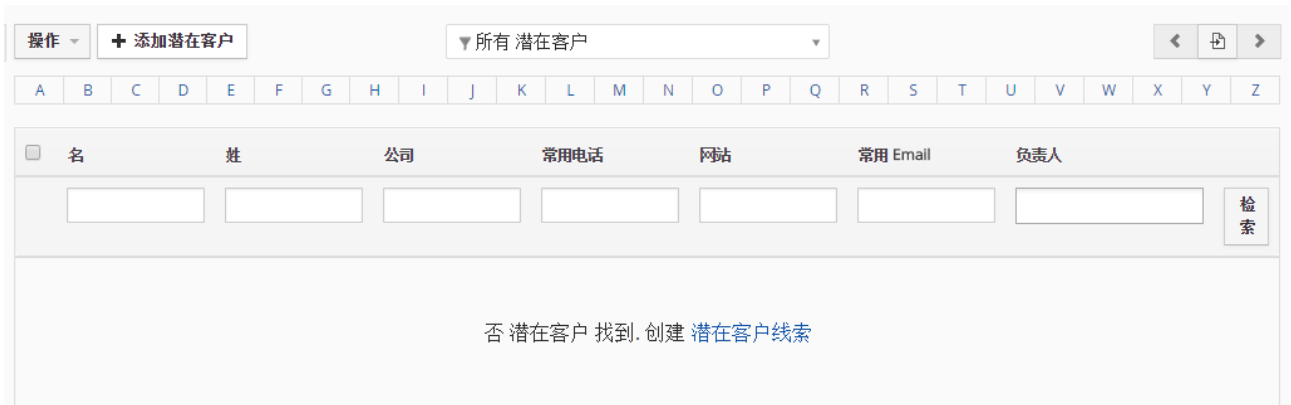 操作 添加潜在客户 所有 潜在客户
A B C D E F G H I J K L M N O P Q R S T U V W X Y Z
名 姓 公司 常用电话 网站 常用 Email 负责人
检
索
否 潜在客户 找到. 创建 潜在客户线索